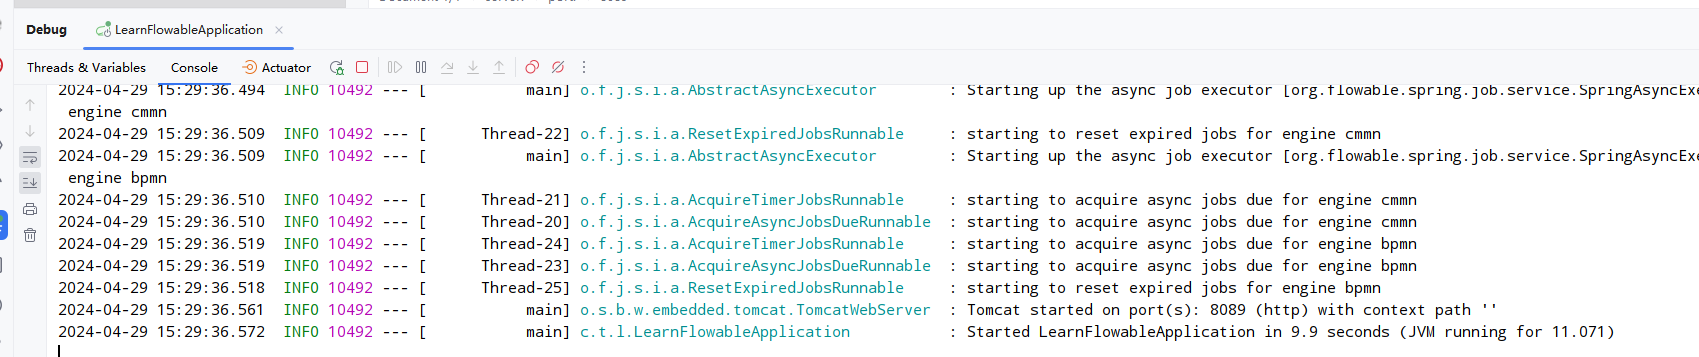 Debug LearnFlowableApplication
Threads & Variables Console Actuator
2024-04-29 15:29:36.494 INFO 10492 --- [ main] o.f.j.s.i.a.AbstractAsyncExecutor : Starting up the async job executor [org.flowable.spring.job.service.SpringAsyncExe
engine cmmn
2024-04-29 15:29:36.509 INFO 10492 --- [ Thread-22] o.f.j.s.i.a.ResetExpiredJobsRunnable : starting to reset expired jobs for engine cmmn
2024-04-29 15:29:36.509 INFO 10492 --- [ main] o.f.j.s.i.a.AbstractAsyncExecutor : Starting up the async job executor [org.flowable.spring.job.service.SpringAsyncExe
engine bpmn
2024-04-29 15:29:36.510 INFO 10492 --- [ Thread-21] o.f.j.s.i.a.AcquireTimerJobsRunnable : starting to acquire async jobs due for engine cmmn
2024-04-29 15:29:36.510 INFO 10492 --- [ Thread-20] o.f.j.s.i.a.AcquireAsyncJobsDueRunnable : starting to acquire async jobs due for engine cmmn
2024-04-29 15:29:36.519 INFO 10492 --- [ Thread-24] o.f.j.s.i.a.AcquireTimerJobsRunnable : starting to acquire async jobs due for engine bpmn
2024-04-29 15:29:36.519 INFO 10492 --- [ Thread-23] o.f.j.s.i.a.AcquireAsyncJobsDueRunnable : starting to acquire async jobs due for engine bpmn
2024-04-29 15:29:36.518 INFO 10492 --- [ Thread-25] o.f.j.s.i.a.ResetExpiredJobsRunnable : starting to reset expired jobs for engine bpmn
2024-04-29 15:29:36.561 INFO 10492 --- [ main] o.s.b.w.embedded.tomcat.TomcatWebServer : Tomcat started on port(s): 8089 (http) with context path ''
2024-04-29 15:29:36.572 INFO 10492 --- [ main] c.t.l.LearnFlowableApplication : Started LearnFlowableApplication in 9.9 seconds (JVM running for 11.071)